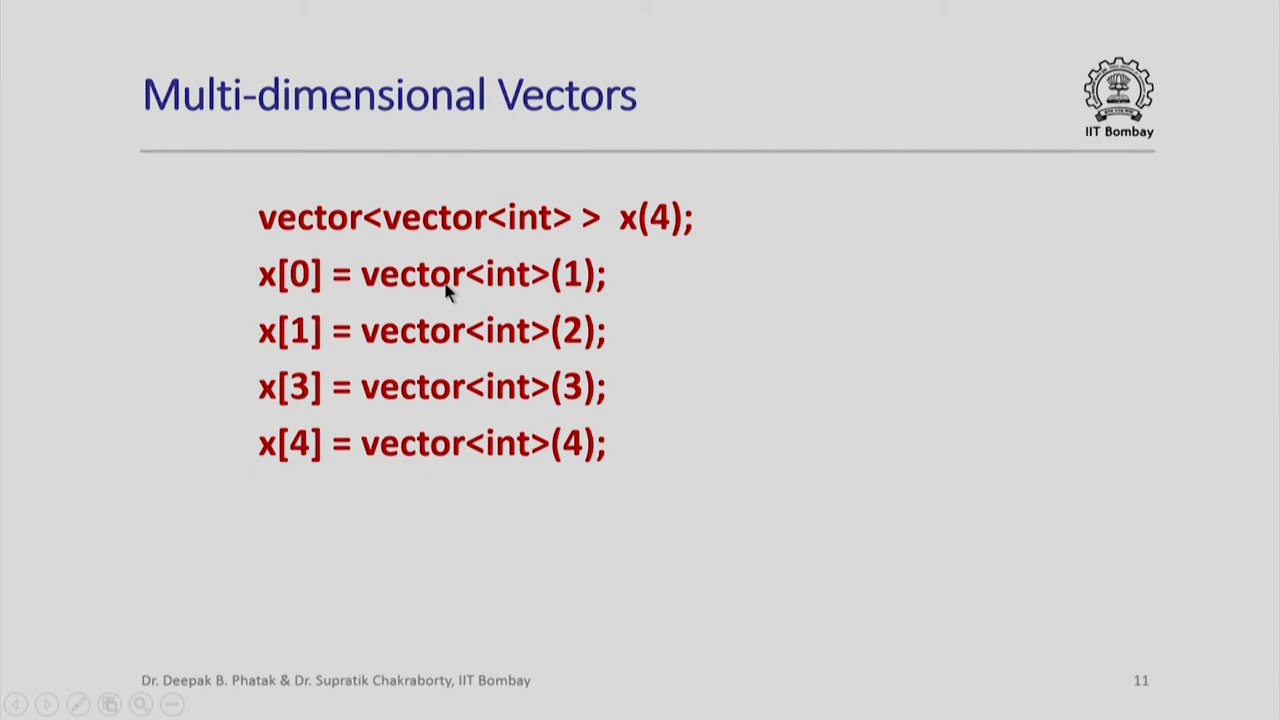 Multi-dimensional Vectors
IIT Bombay
vector<vector<int> > x(4);
x[0] = vector<int>(1);
x[1] = vector<int>(2);
x[3] = vector<int>(3);
x[4] = vector<int>(4);
Dr. Deepak B. Phatak & Dr. Supratik Chakraborty, IIT Bombay
11